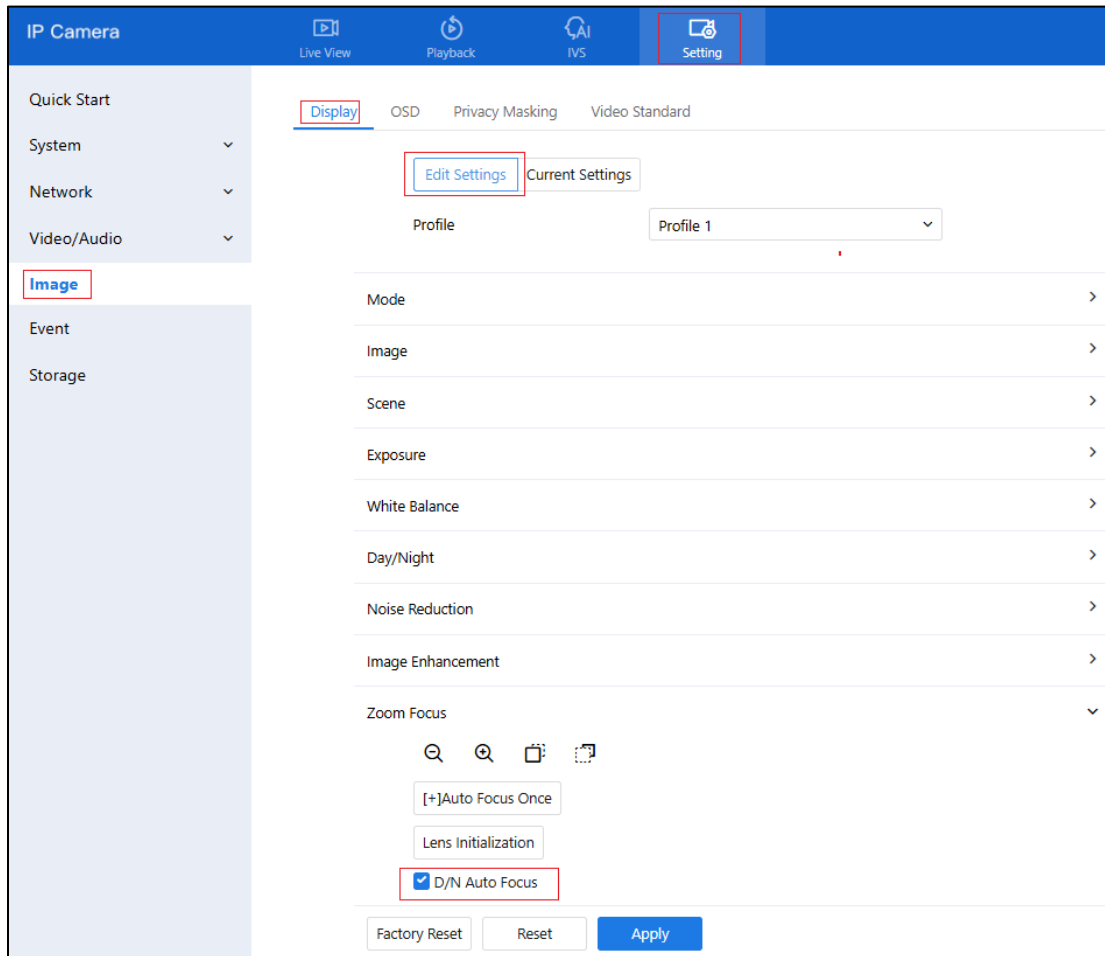 IP Camera
Live View
Playback
AI
IVS
Setting
Quick Start
System
Network
Video/Audio
Image
Event
Storage
Display OSD Privacy Masking Video Standard
Edit Settings Current Settings
Profile Profile 1
Mode
Image
Scene
Exposure
White Balance
Day/Night
Noise Reduction
Image Enhancement
Zoom Focus
[+]Auto Focus Once
Lens Initialization
D/N Auto Focus
Factory Reset Reset Apply